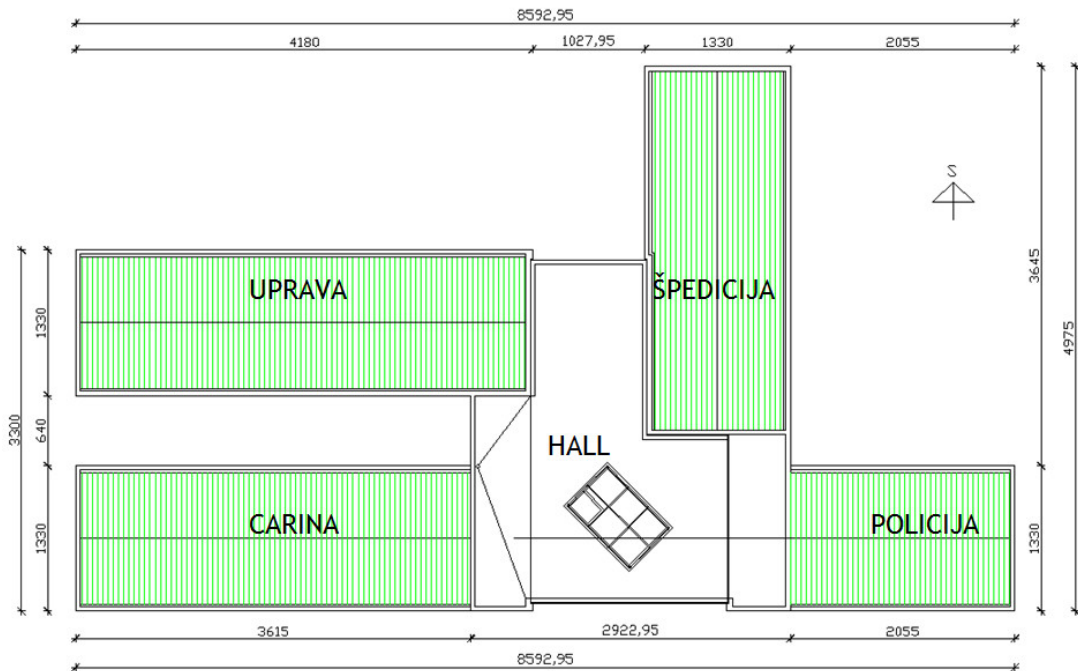 8592,95
4180 1027,95 1330 2055
S
3645
4975
UPRAVA
ŠPEDICIJA
1330
3300
640
HALL
CARINA
POLICIJA
1330
1330
3615 2922,95 2055
8592,95